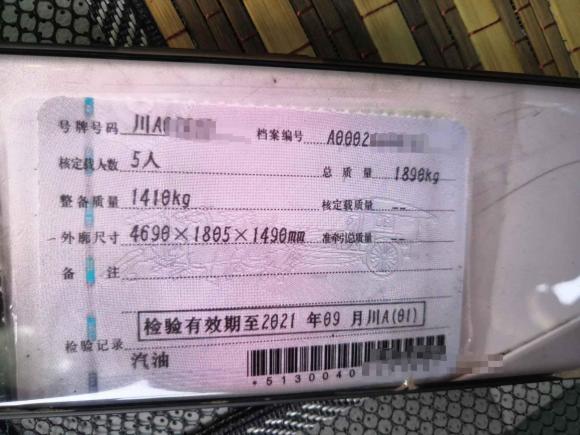 号牌号码 川A0 档案编号 A0002
核定载人数 5人 总质量 1890kg
整备质量 1410kg 核定载质量 --
外廓尺寸 4690×1805×1490mm 准牵引总质量 --
备注
检验记录 检验有效期至2021年09月川A(01)
汽油
*5130040